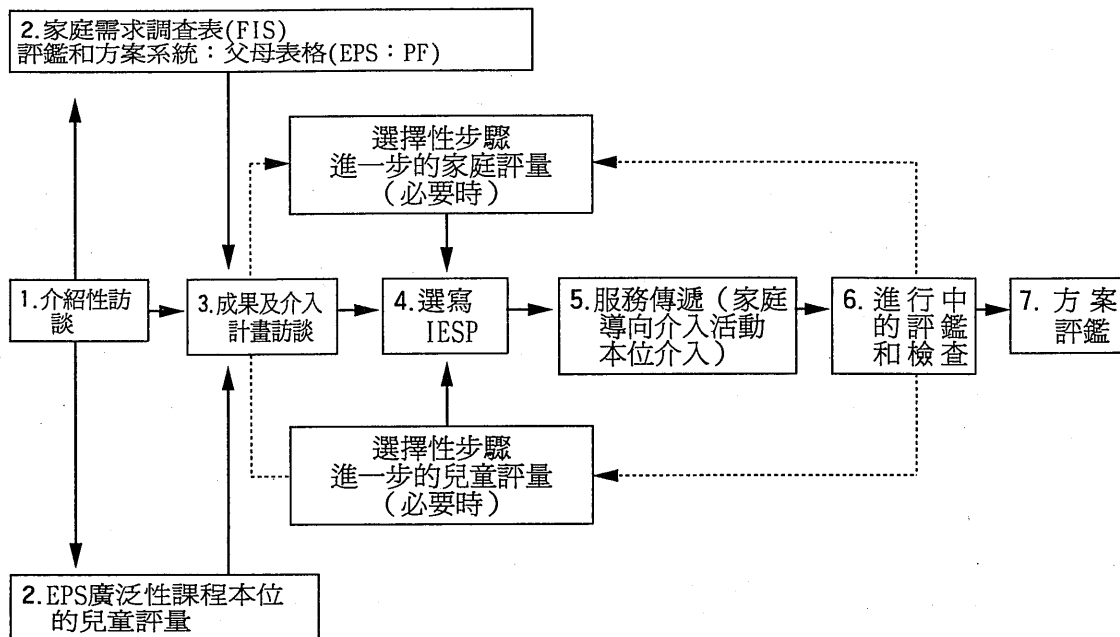 2.家庭需求調查表(FIS)
評鑑和方案系統：父母表格(EPS：PF)
選擇性步驟
進一步的家庭評量
（必要時）
1.介紹性訪
談
3.成果及介入
計畫訪談
4.選寫
IESP
5.服務傳遞（家庭
導向介入活動
本位介入）
6.進行中
的評鑑
和檢查
7.方案
評鑑
選擇性步驟
進一步的兒童評量
（必要時）
2.EPS廣泛性課程本位
的兒童評量